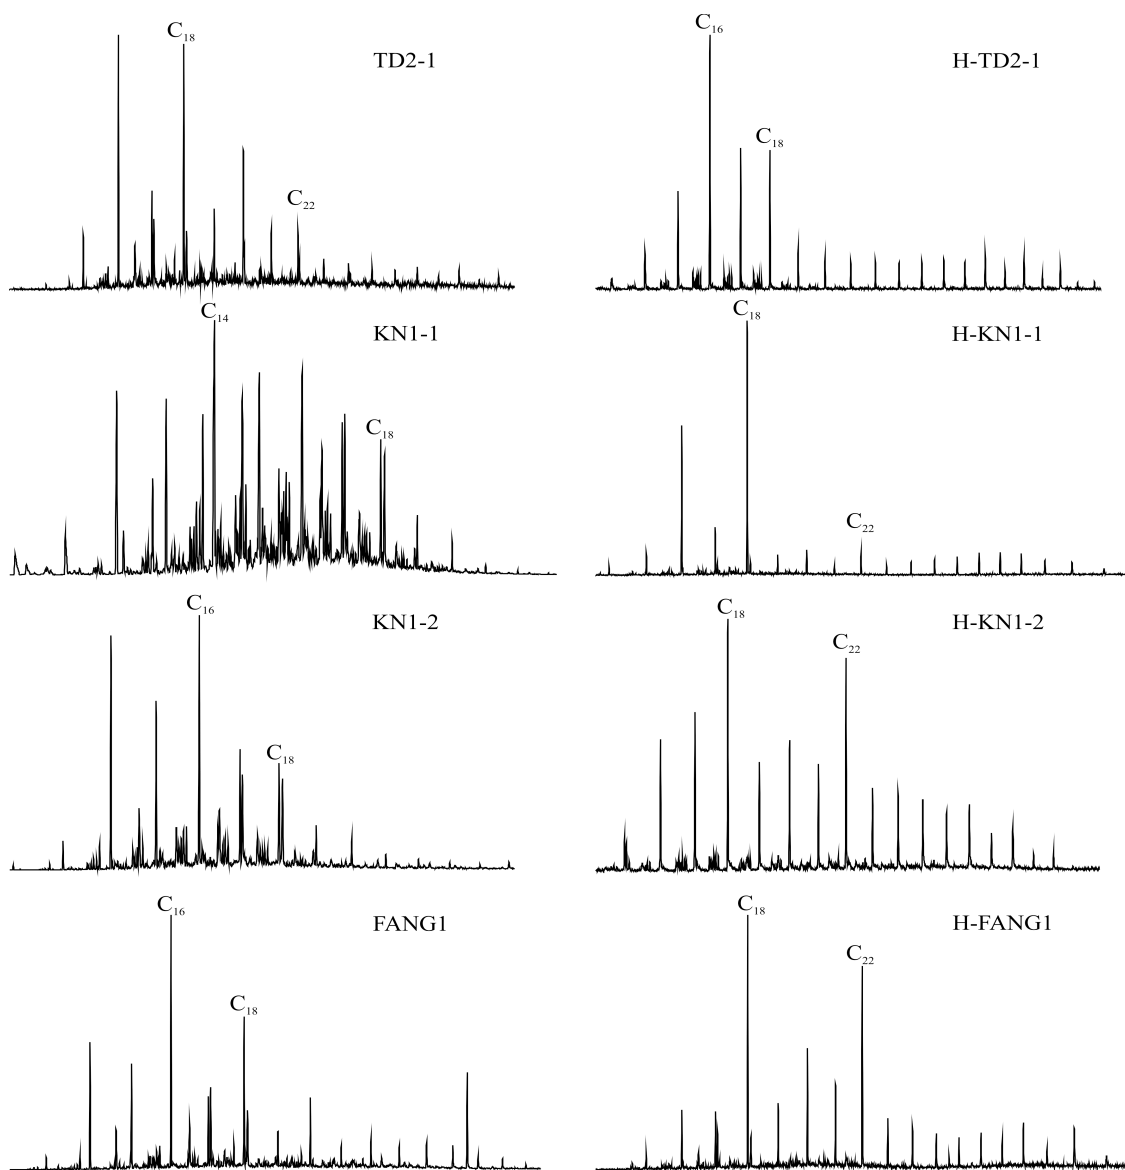 C18
TD2-1
C22
C16
H-TD2-1
C18
C14
KN1-1
C18
C18
H-KN1-1
C22
C16
KN1-2
C18
C18
H-KN1-2
C22
C16
FANG1
C18
C18
H-FANG1
C22